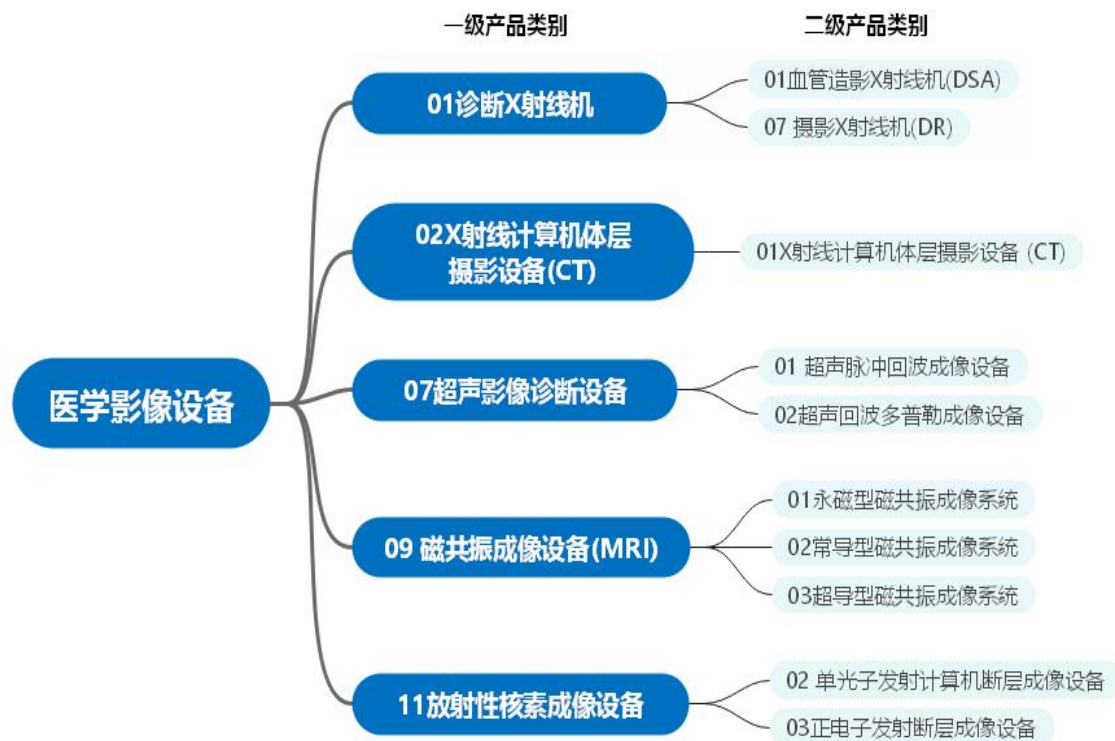 一级产品类别
二级产品类别
医学影像设备
01诊断X射线机
01血管造影X射线机(DSA)
07 摄影X射线机(DR)
02X射线计算机体层
摄影设备(CT)
01X射线计算机体层摄影设备 (CT)
07超声影像诊断设备
01 超声脉冲回波成像设备
02超声回波多普勒成像设备
09 磁共振成像设备(MRI)
01永磁型磁共振成像系统
02常导型磁共振成像系统
03超导型磁共振成像系统
11放射性核素成像设备
02 单光子发射计算机断层成像设备
03正电子发射断层成像设备